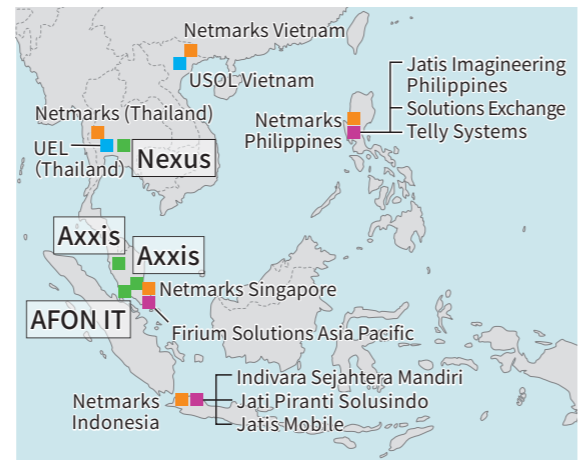 Netmarks Vietnam
USOL Vietnam
Jatis Imagineering
Philippines
Solutions Exchange
Telly Systems
Netmarks
Philippines
Netmarks (Thailand)
UEL
(Thailand)
Nexus
Axxis
Axxis
Netmarks Singapore
AFON IT
Firium Solutions Asia Pacific
Indivara Sejahtera Mandiri
Jati Piranti Solusindo
Jatis Mobile
Netmarks
Indonesia